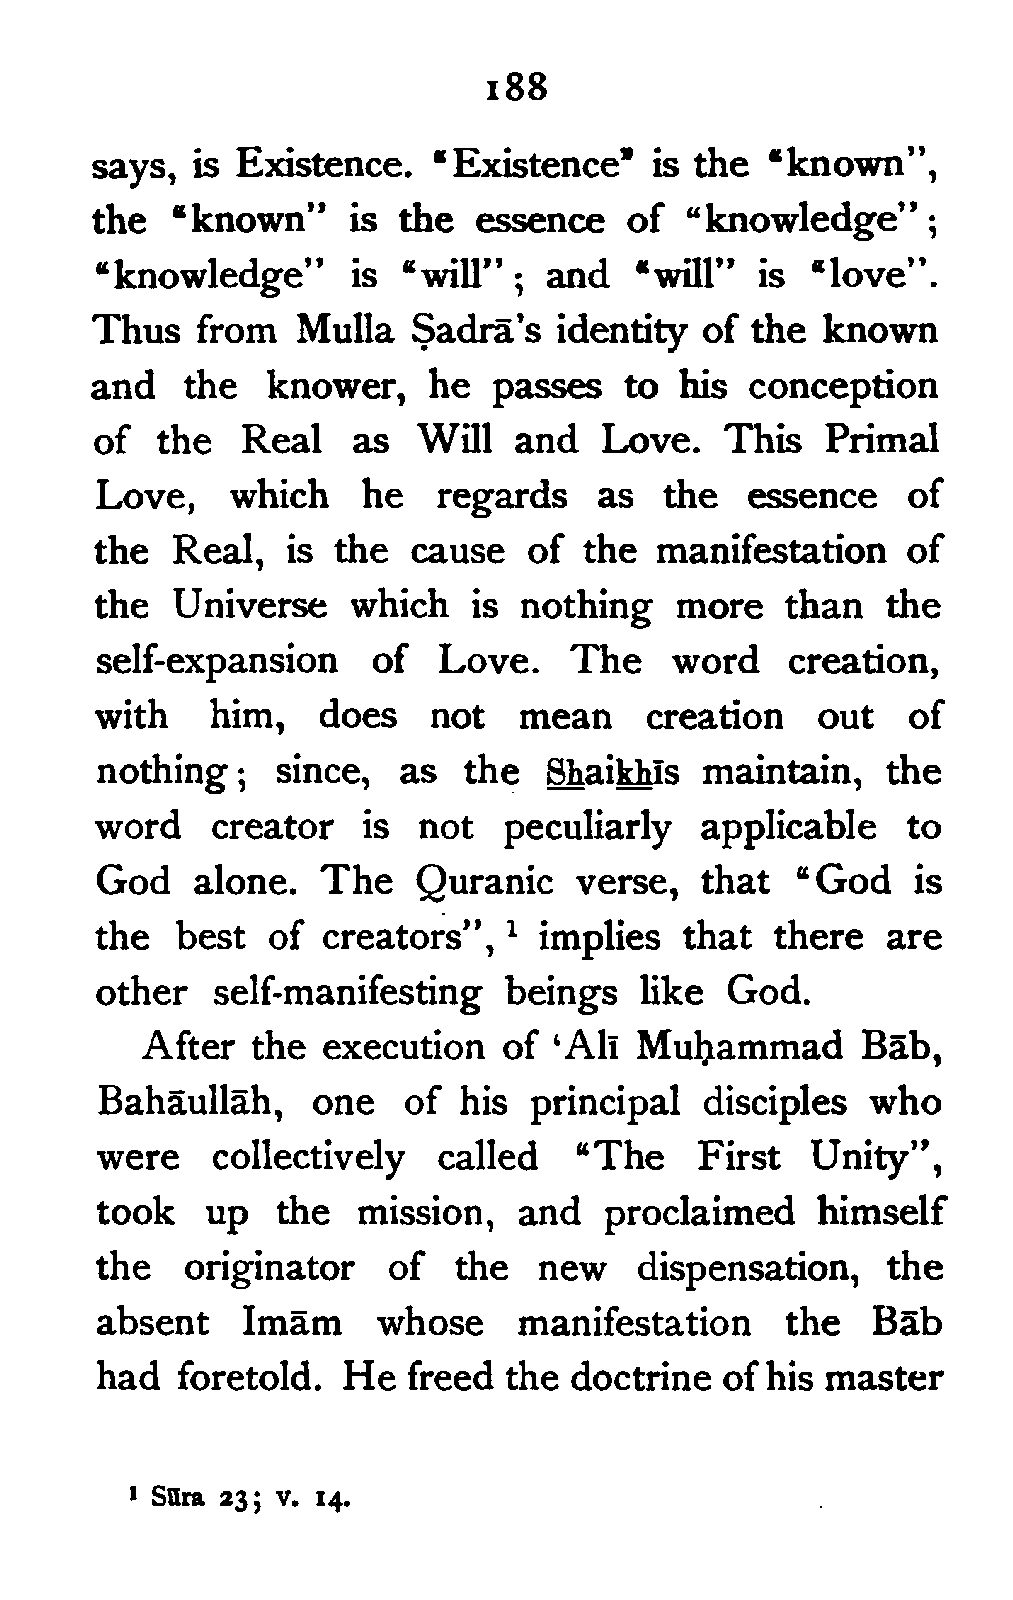 188
says, is Existence. “Existence” is the “known”,
the “known” is the essence of “knowledge”;
“knowledge” is “will”; and “will” is “love”.
Thus from Mulla Ṣadrā’s identity of the known
and the knower, he passes to his conception
of the Real as Will and Love. This Primal
Love, which he regards as the essence of
the Real, is the cause of the manifestation of
the Universe which is nothing more than the
self-expansion of Love. The word creation,
with him, does not mean creation out of
nothing; since, as the S̲h̲aik̲h̲īs maintain, the
word creator is not peculiarly applicable to
God alone. The Quranic verse, that “God is
the best of creators”, ¹ implies that there are
other self-manifesting beings like God.
After the execution of ‘Alī Muḥammad Bāb,
Bahāullāh, one of his principal disciples who
were collectively called “The First Unity”,
took up the mission, and proclaimed himself
the originator of the new dispensation, the
absent Imām whose manifestation the Bāb
had foretold. He freed the doctrine of his master
¹ Sūra 23; v. 14.